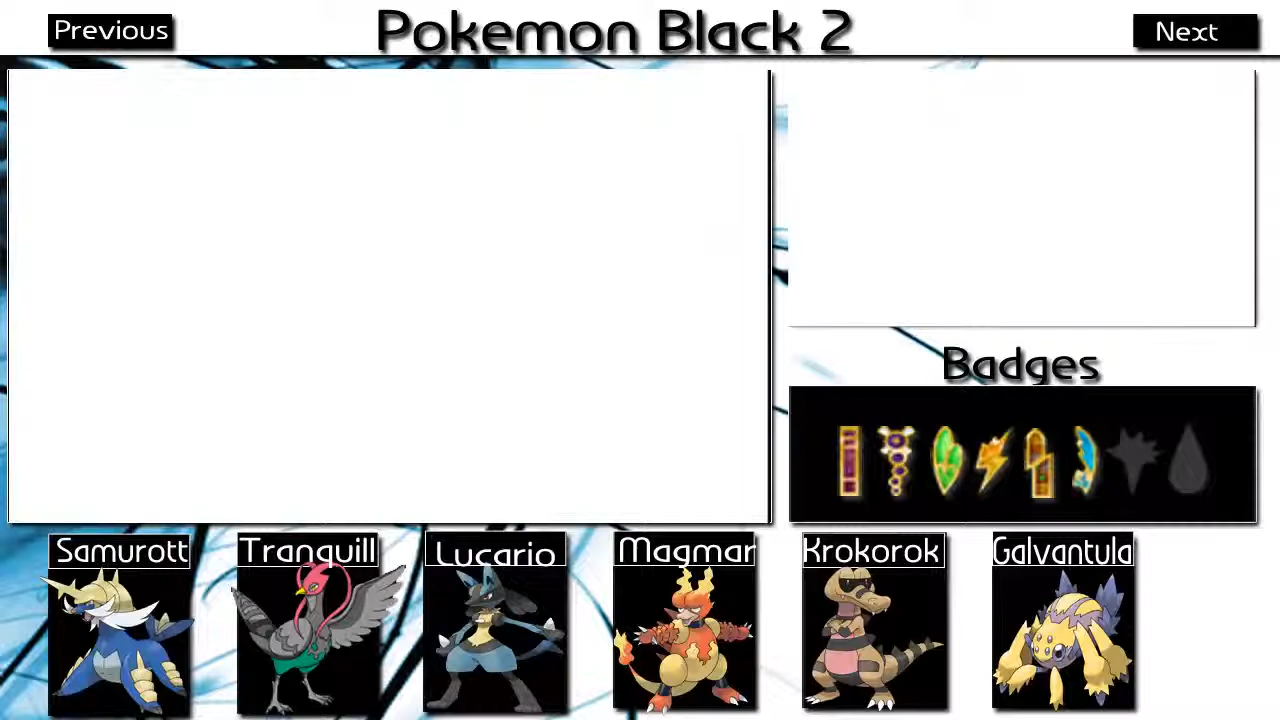 Previous
Pokemon Black 2
Next
Badges
Samurott
Tranquill
Lucario
Magmar
Krokorok
Galvantula